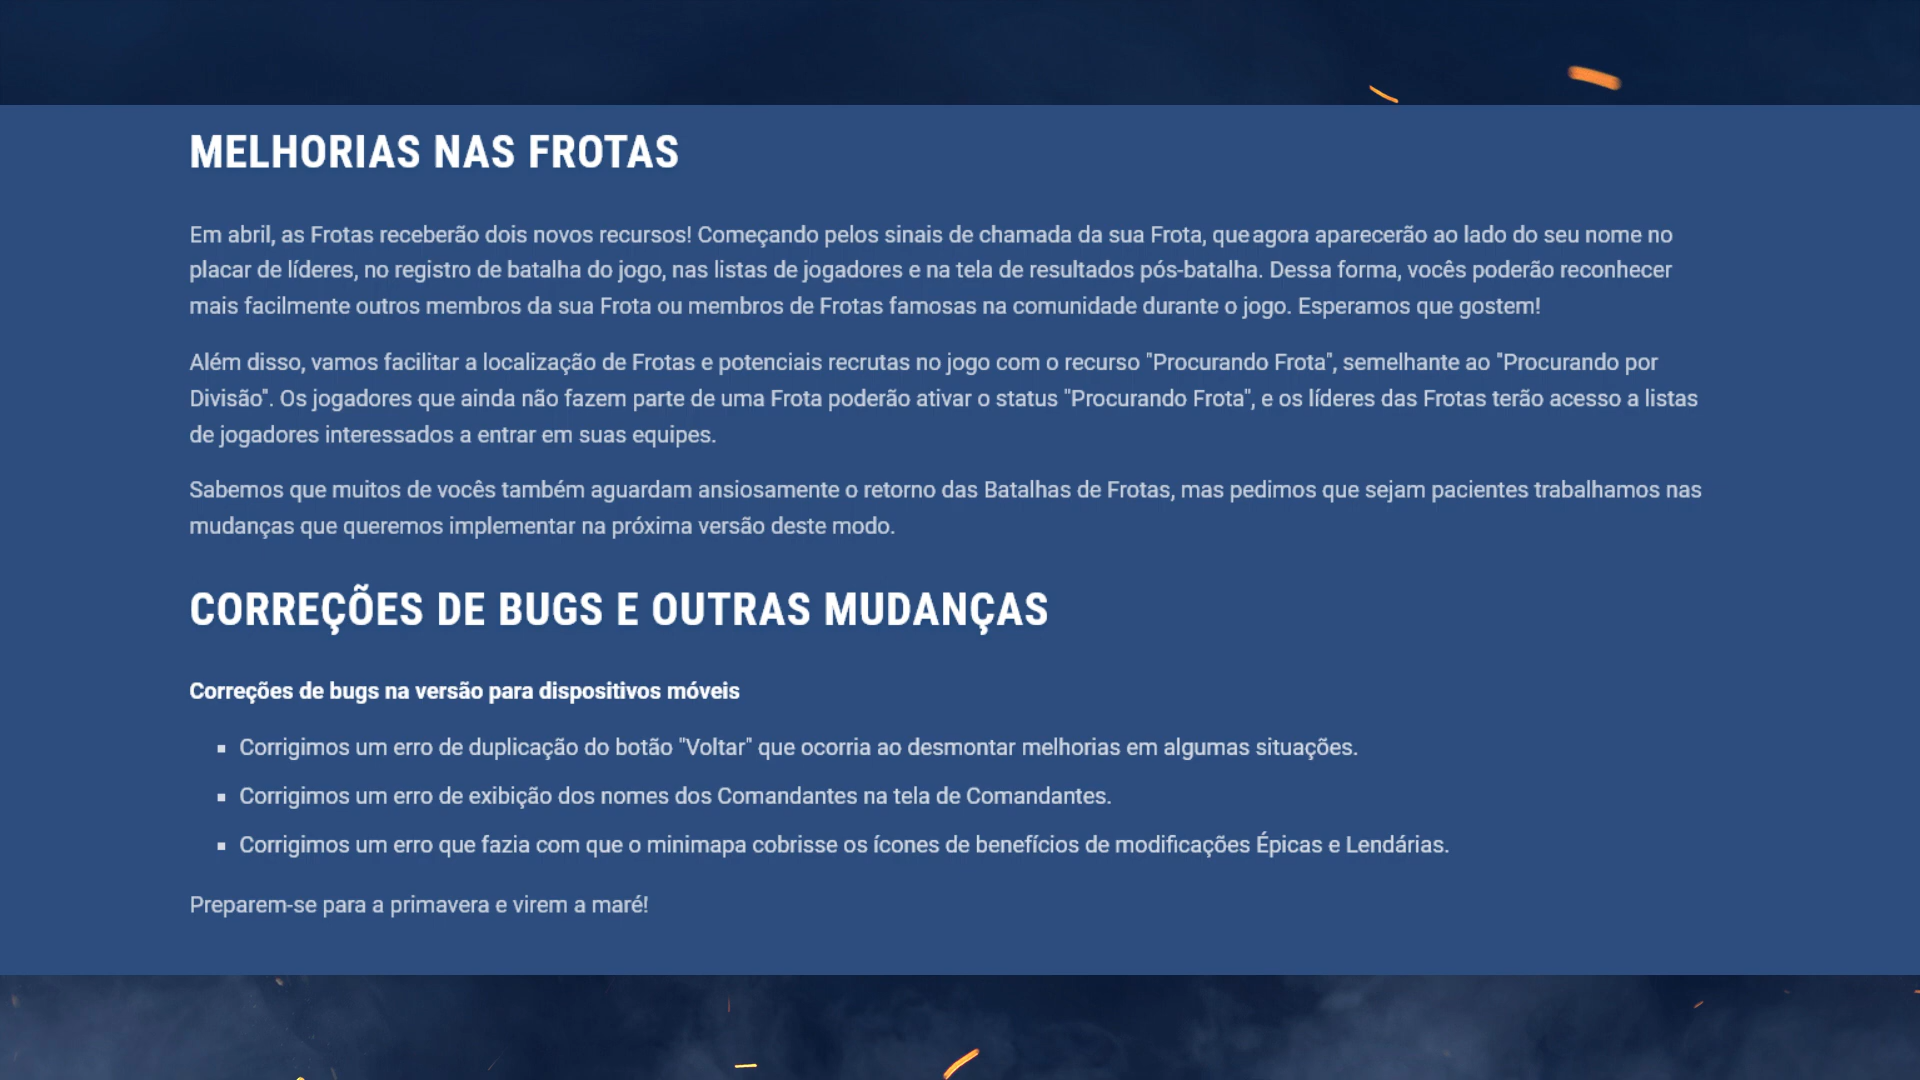 MELHORIAS NAS FROTAS
Em abril, as Frotas receberão dois novos recursos! Começando pelos sinais de chamada da sua Frota, que agora aparecerão ao lado do seu nome no
placar de líderes, no registro de batalha do jogo, nas listas de jogadores e na tela de resultados pós-batalha. Dessa forma, vocês poderão reconhecer
mais facilmente outros membros da sua Frota ou membros de Frotas famosas na comunidade durante o jogo. Esperamos que gostem!
Além disso, vamos facilitar a localização de Frotas e potenciais recrutas no jogo com o recurso "Procurando Frota", semelhante ao "Procurando por
Divisão". Os jogadores que ainda não fazem parte de uma Frota poderão ativar o status "Procurando Frota", e os líderes das Frotas terão acesso a listas
de jogadores interessados a entrar em suas equipes.
Sabemos que muitos de vocês também aguardam ansiosamente o retorno das Batalhas de Frotas, mas pedimos que sejam pacientes trabalhamos nas
mudanças que queremos implementar na próxima versão deste modo.
CORREÇÕES DE BUGS E OUTRAS MUDANÇAS
Correções de bugs na versão para dispositivos móveis
▪ Corrigimos um erro de duplicação do botão "Voltar" que ocorria ao desmontar melhorias em algumas situações.
▪ Corrigimos um erro de exibição dos nomes dos Comandantes na tela de Comandantes.
▪ Corrigimos um erro que fazia com que o minimapa cobrisse os ícones de benefícios de modificações Épicas e Lendárias.
Preparem-se para a primavera e virem a maré!